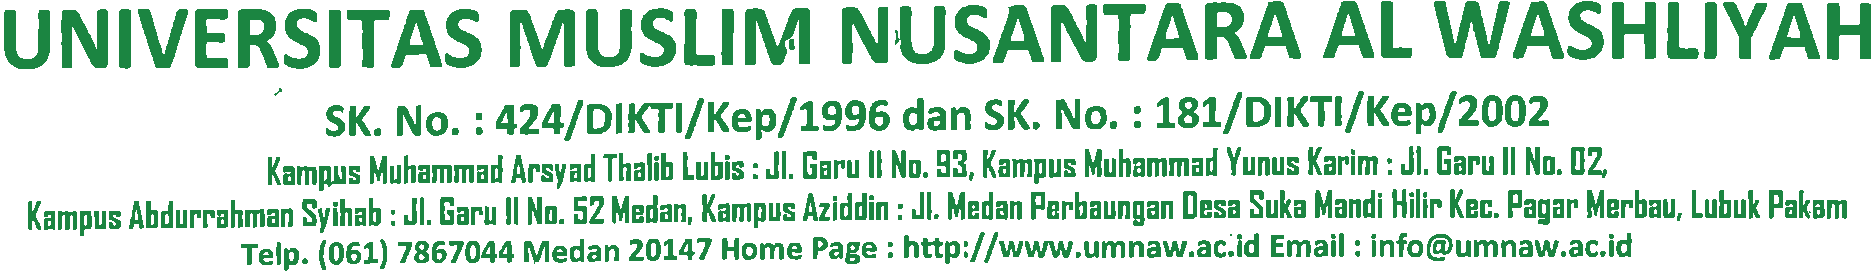 UNIVERSITAS MUSLIM NUSANTARA AL WASHLIYAH
SK. No. : 424/DIKTI/Kep/1996 dan SK. No. : 181/DIKTI/Kep/2002
Kampus Muhammad Arsyad Thalib Lubis : Jl. Garu II No. 93, Kampus Muhammad Yunus Karim : Jl. Garu II No. 02,
Kampus Abdurrahman Syihab : Jl. Garu II No. 52 Medan, Kampus Aziddin : Jl. Medan Perbaungan Desa Suka Mandi Hilir Kec. Pagar Merbau, Lubuk Pakam
Telp. (061) 7867044 Medan 20147 Home Page : http://www.umnaw.ac.id Email : info@umnaw.ac.id